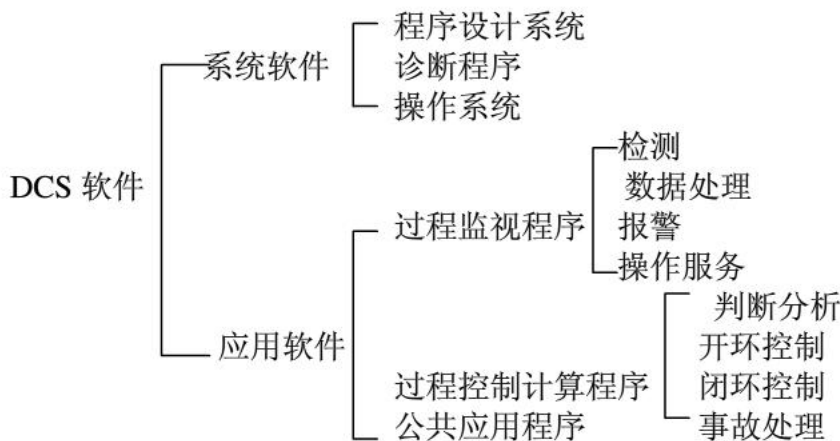 程序设计系统
系统软件
诊断程序
操作系统
DCS 软件
检测
数据处理
过程监视程序
报警
操作服务
应用软件
判断分析
开环控制
过程控制计算程序
闭环控制
公共应用程序
事故处理